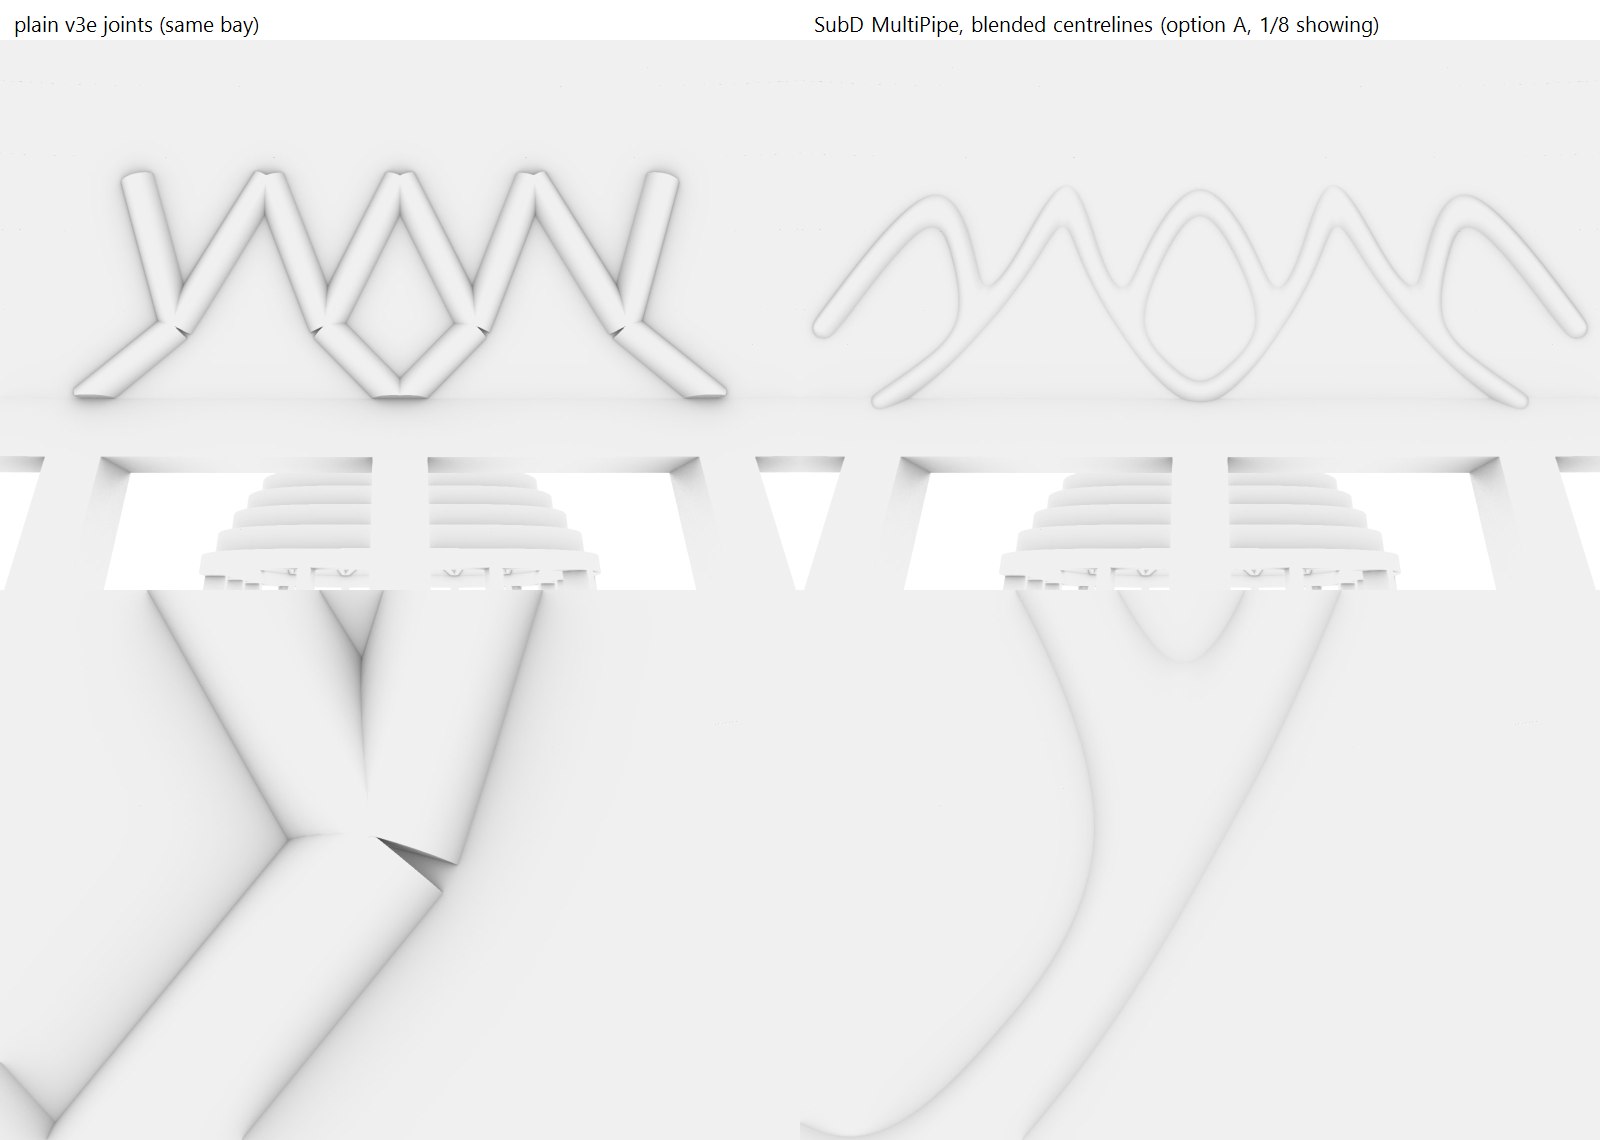 plain v3e joints (same bay)
SubD MultiPipe, blended centrelines (option A, 1/8 showing)